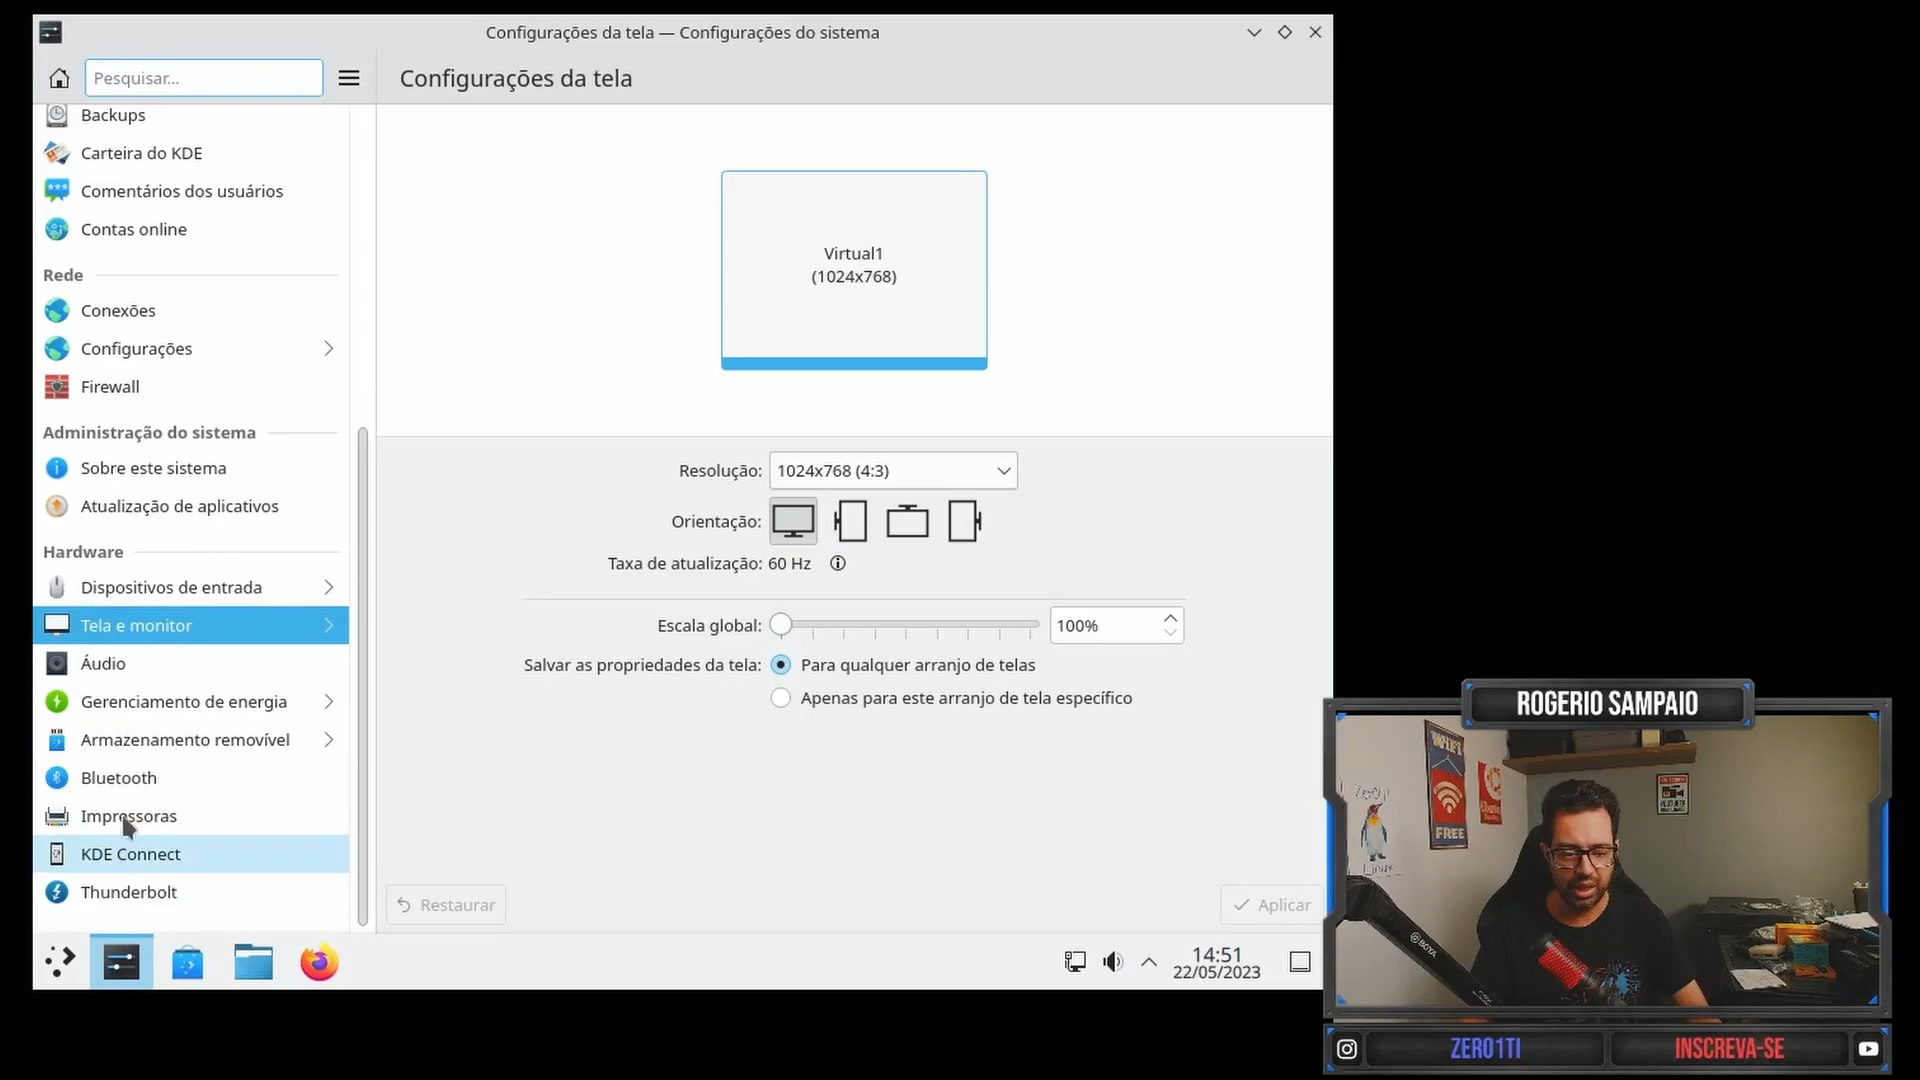 Configurações da tela — Configurações do sistema
Pesquisar...
Configurações da tela
Backups
Carteira do KDE
Comentários dos usuários
Contas online
Rede
Conexões
Configurações
Firewall
Administração do sistema
Sobre este sistema
Atualização de aplicativos
Hardware
Dispositivos de entrada
Tela e monitor
Áudio
Gerenciamento de energia
Armazenamento removível
Bluetooth
Impressoras
KDE Connect
Thunderbolt
Virtual1
(1024x768)
Resolução: 1024x768 (4:3)
Orientação:
Taxa de atualização: 60 Hz
Escala global: 100%
Salvar as propriedades da tela: Para qualquer arranjo de telas
Apenas para este arranjo de tela específico
Restaurar
Aplicar
14:51
22/05/2023
ROGERIO SAMPAIO
FREE
Linux
BOYA
ZERO1TI
INSCREVA-SE